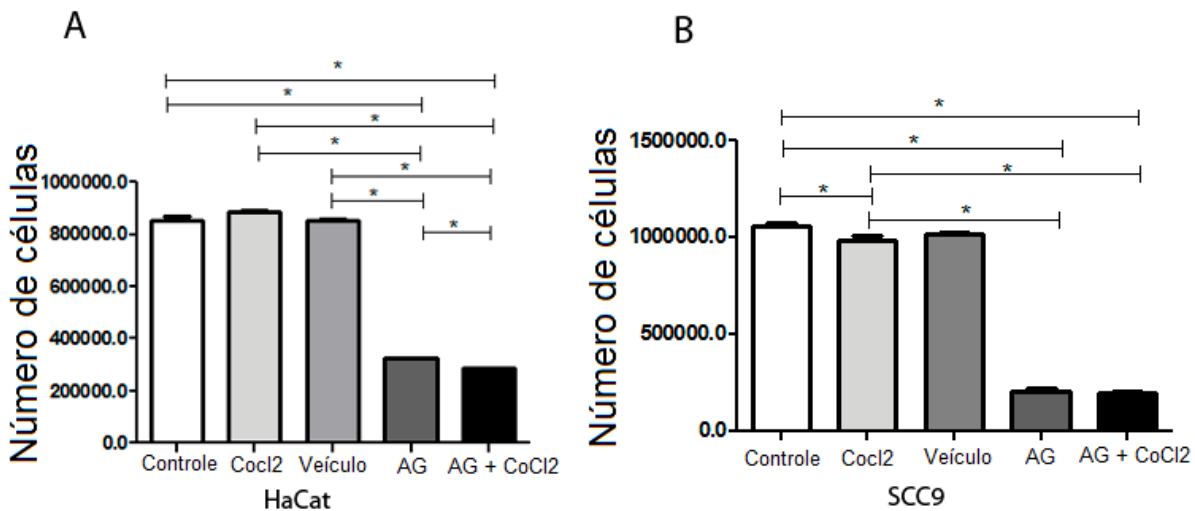 A
*
*
*
*
*
*
*
Número de células
1000000.0
800000.0
600000.0
400000.0
200000.0
0.0
Controle Cocl2 Veículo AG AG + CoCl2
HaCat
B
*
*
*
*
*
Número de células
1500000.0
1000000.0
500000.0
0.0
Controle Cocl2 Veículo AG AG + CoCl2
SCC9